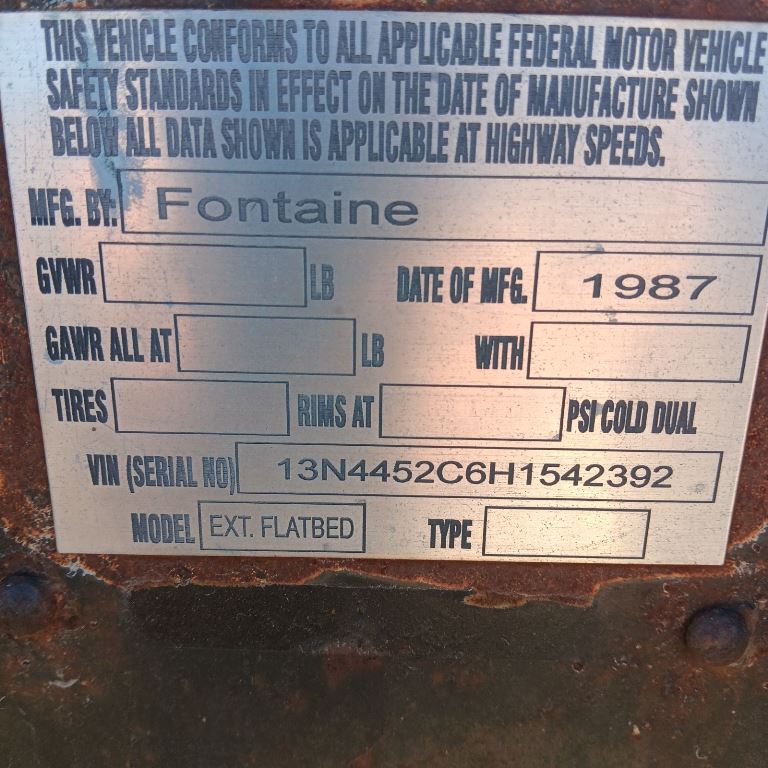 THIS VEHICLE CONFORMS TO ALL APPLICABLE FEDERAL MOTOR VEHICLE
SAFETY STANDARDS IN EFFECT ON THE DATE OF MANUFACTURE SHOWN
BELOW ALL DATA SHOWN IS APPLICABLE AT HIGHWAY SPEEDS.
MFG. BY: Fontaine
GVWR LB DATE OF MFG. 1987
GAWR ALL AT LB WITH
TIRES RIMS AT PSI COLD DUAL
VIN (SERIAL NO) 13N4452C6H1542392
MODEL EXT. FLATBED TYPE